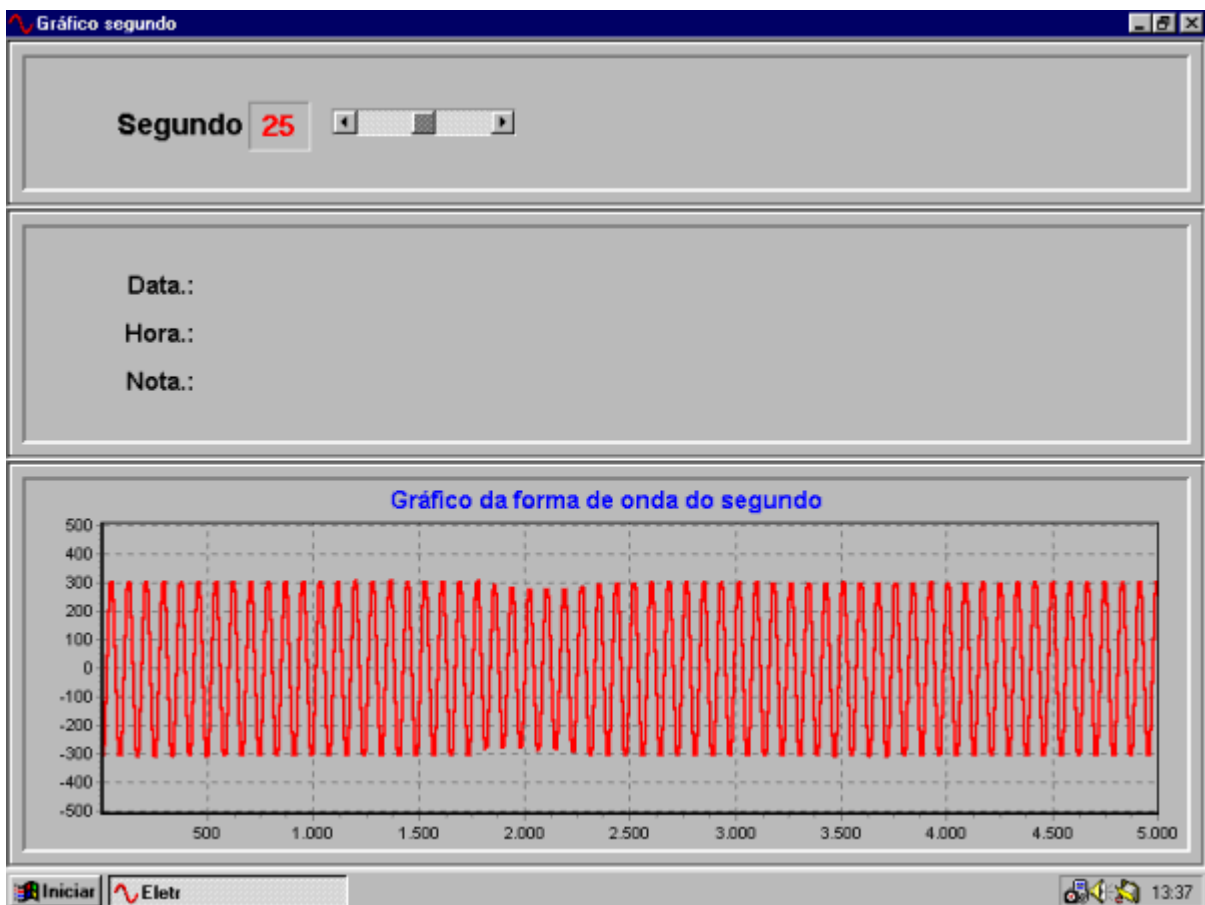 Gráfico segundo
Segundo 25
Data.:
Hora.:
Nota.:
Gráfico da forma de onda do segundo
500
400
300
200
100
0
-100
-200
-300
-400
-500
500 1.000 1.500 2.000 2.500 3.000 3.500 4.000 4.500 5.000
Iniciar Eletr 13:37